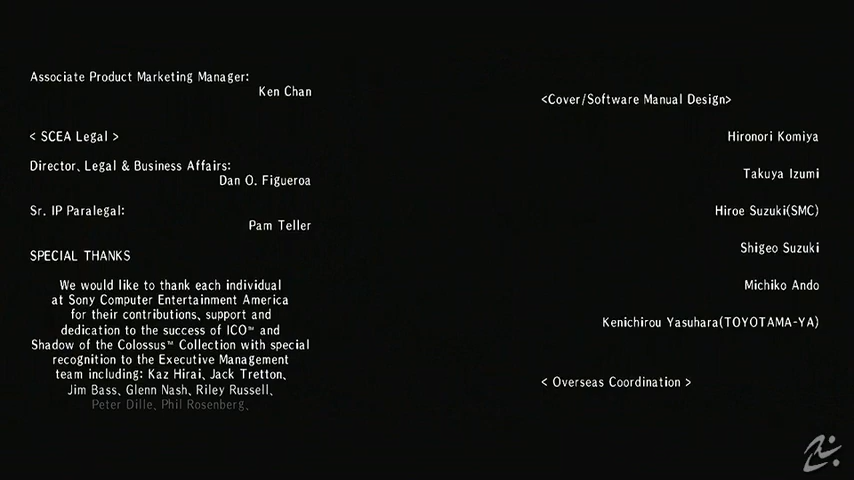 Associate Product Marketing Manager:
Ken Chan
< SCEA Legal >
Director, Legal & Business Affairs:
Dan O. Figueroa
Sr. IP Paralegal:
Pam Teller
SPECIAL THANKS
We would like to thank each individual
at Sony Computer Entertainment America
for their contributions, support and
dedication to the success of ICO™ and
Shadow of the Colossus™ Collection with special
recognition to the Executive Management
team including: Kaz Hirai, Jack Tretton,
Jim Bass, Glenn Nash, Riley Russell,
Peter Dille, Phil Rosenberg,
<Cover/Software Manual Design>
Hironori Komiya
Takuya Izumi
Hiroe Suzuki(SMC)
Shigeo Suzuki
Michiko Ando
Kenichirou Yasuhara(TOYOTAMA-YA)
< Overseas Coordination >